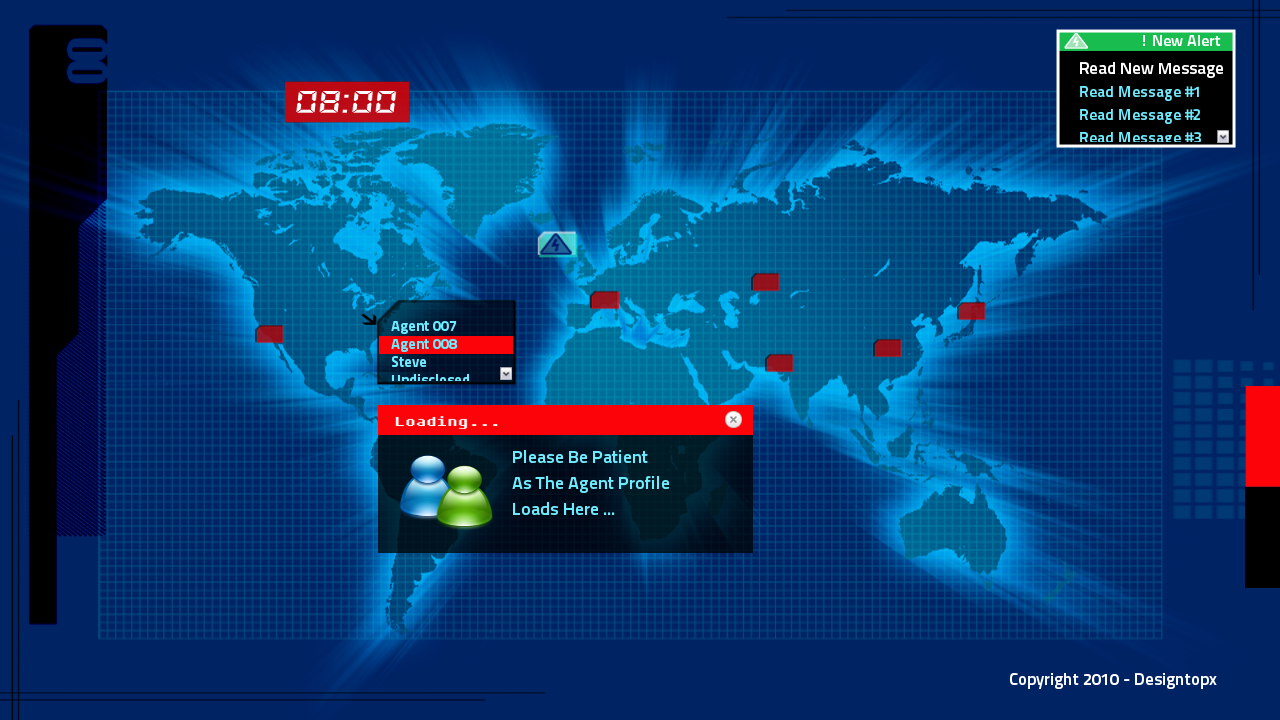 8
08:00
! New Alert
Read New Message
Read Message #1
Read Message #2
Read Message #3
Agent 007
Agent 008
Steve
Undisclosed
Loading...
Please Be Patient
As The Agent Profile
Loads Here ...
Copyright 2010 - Designtopx